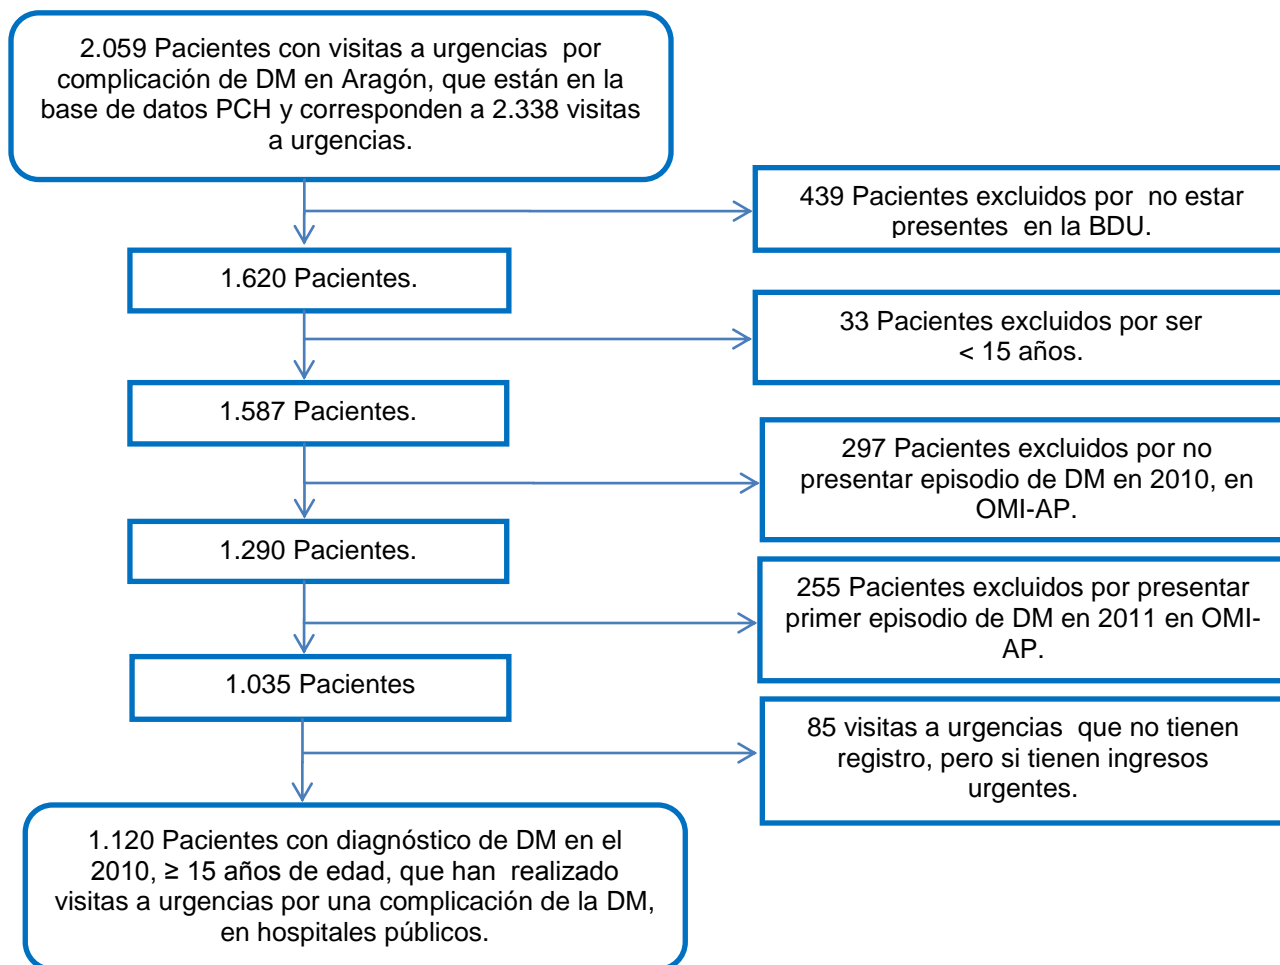 2.059 Pacientes con visitas a urgencias por
complicación de DM en Aragón, que están en la
base de datos PCH y corresponden a 2.338 visitas
a urgencias.
439 Pacientes excluidos por no estar
presentes en la BDU.
1.620 Pacientes.
33 Pacientes excluidos por ser
< 15 años.
1.587 Pacientes.
297 Pacientes excluidos por no
presentar episodio de DM en 2010, en
OMI-AP.
1.290 Pacientes.
255 Pacientes excluidos por presentar
primer episodio de DM en 2011 en OMI-
AP.
1.035 Pacientes
85 visitas a urgencias que no tienen
registro, pero si tienen ingresos
urgentes.
1.120 Pacientes con diagnóstico de DM en el
2010, ≥ 15 años de edad, que han realizado
visitas a urgencias por una complicación de la DM,
en hospitales públicos.